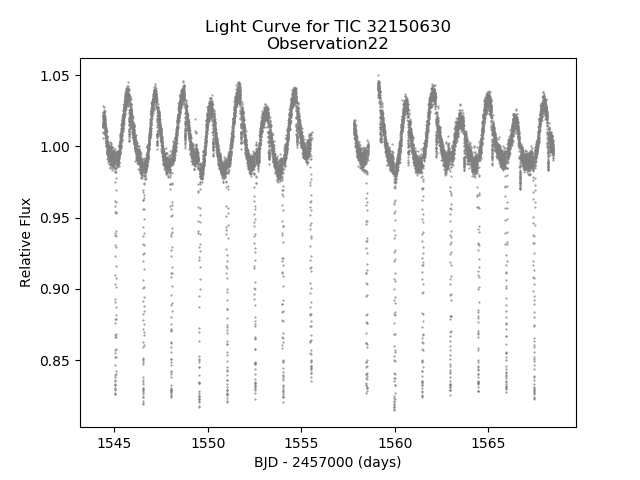 Light Curve for TIC 32150630
Observation22
1.05
1.00
0.95
0.90
0.85
Relative Flux
1545
1550
1555
1560
1565
BJD - 2457000 (days)